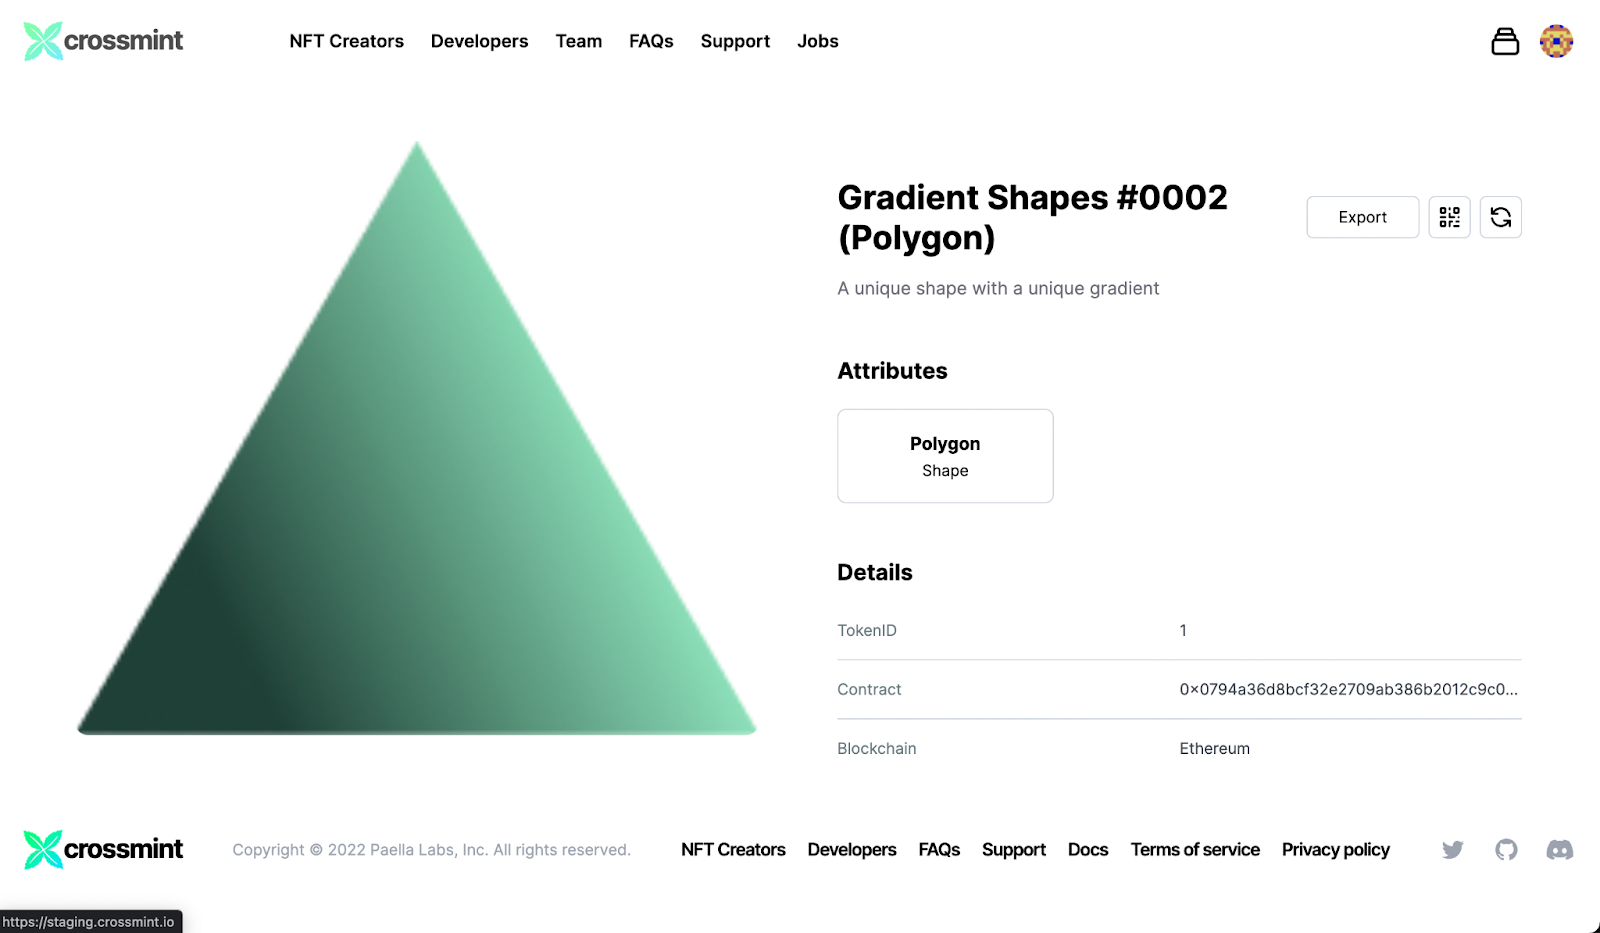 crossmint
NFT Creators
Developers
Team
FAQs
Support
Jobs
Gradient Shapes #0002
(Polygon)
Export
A unique shape with a unique gradient
Attributes
Polygon
Shape
Details
TokenID
1
Contract
0x0794a36d8bcf32e2709ab386b2012c9c0...
Blockchain
Ethereum
crossmint
Copyright © 2022 Paella Labs, Inc. All rights reserved.
NFT Creators
Developers
FAQs
Support
Docs
Terms of service
Privacy policy
https://staging.crossmint.io